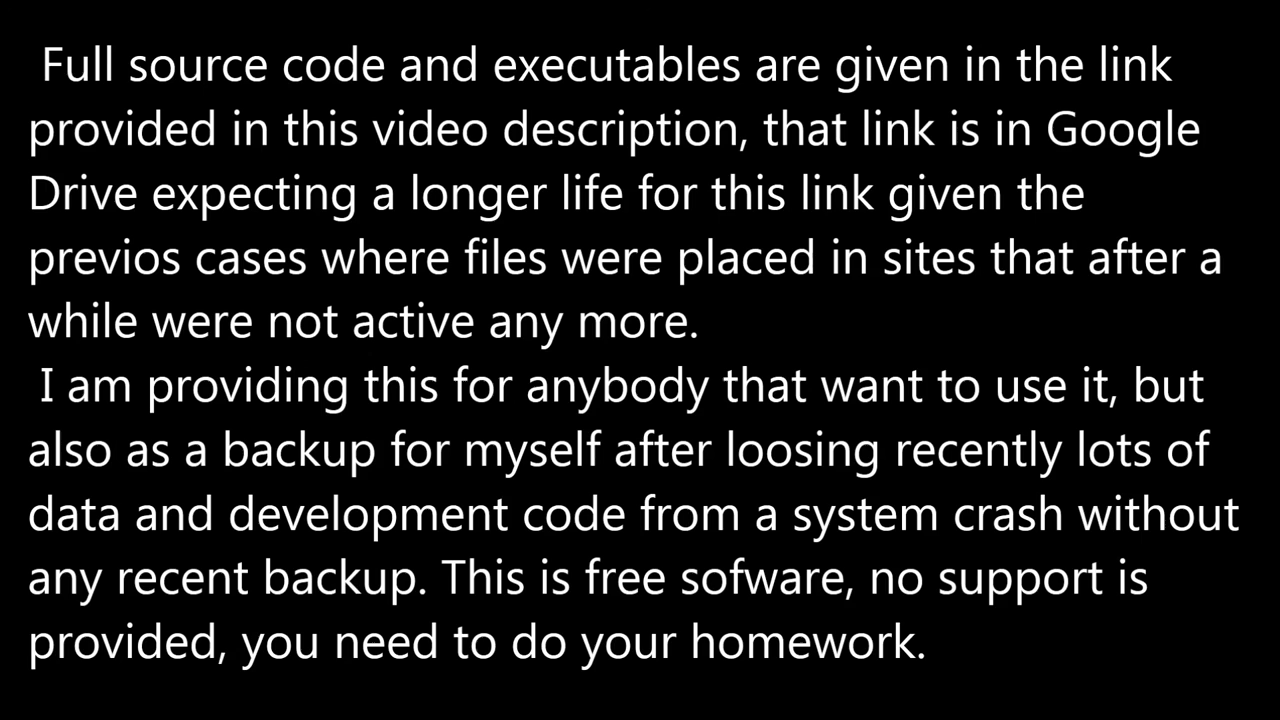 Full source code and executables are given in the link
provided in this video description, that link is in Google
Drive expecting a longer life for this link given the
previos cases where files were placed in sites that after a
while were not active any more.
I am providing this for anybody that want to use it, but
also as a backup for myself after loosing recently lots of
data and development code from a system crash without
any recent backup. This is free sofware, no support is
provided, you need to do your homework.